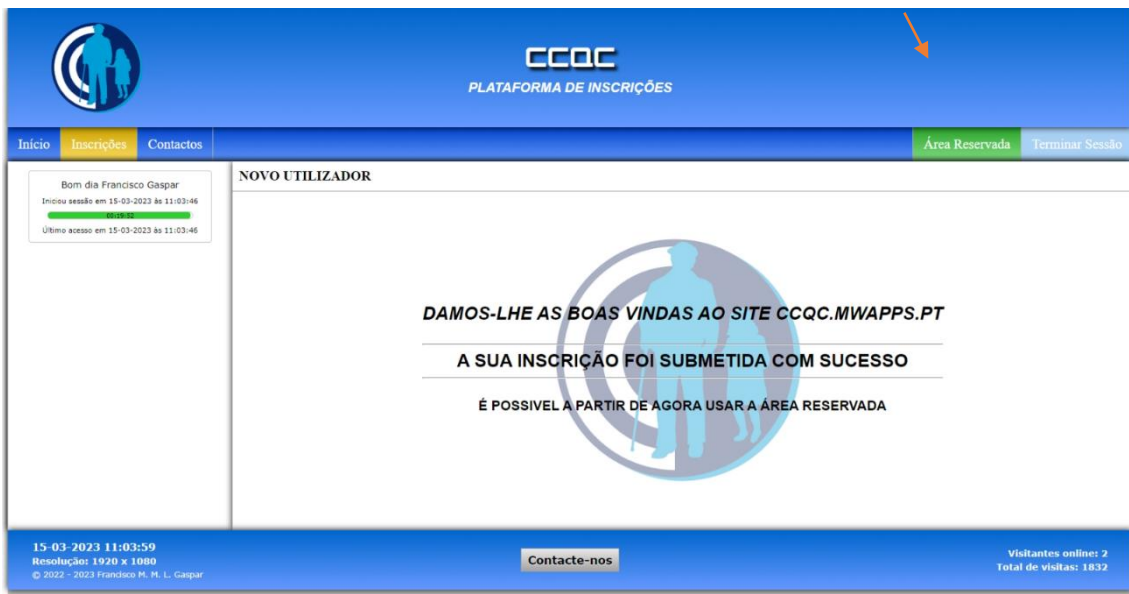 CCQC
PLATAFORMA DE INSCRIÇÕES
Início Inscrições Contactos Área Reservada Terminar Sessão
Bom dia Francisco Gaspar
Iniciou sessão em 15-03-2023 às 11:03:46
03:19:52
Último acesso em 15-03-2023 às 11:03:46
NOVO UTILIZADOR
DAMOS-LHE AS BOAS VINDAS AO SITE CCQC.MWAPPS.PT
A SUA INSCRIÇÃO FOI SUBMETIDA COM SUCESSO
É POSSIVEL A PARTIR DE AGORA USAR A ÁREA RESERVADA
15-03-2023 11:03:59
Resolução: 1920 x 1080
© 2022 - 2023 Francisco M. M. L. Gaspar
Contacte-nos
Visitantes online: 2
Total de visitas: 1832